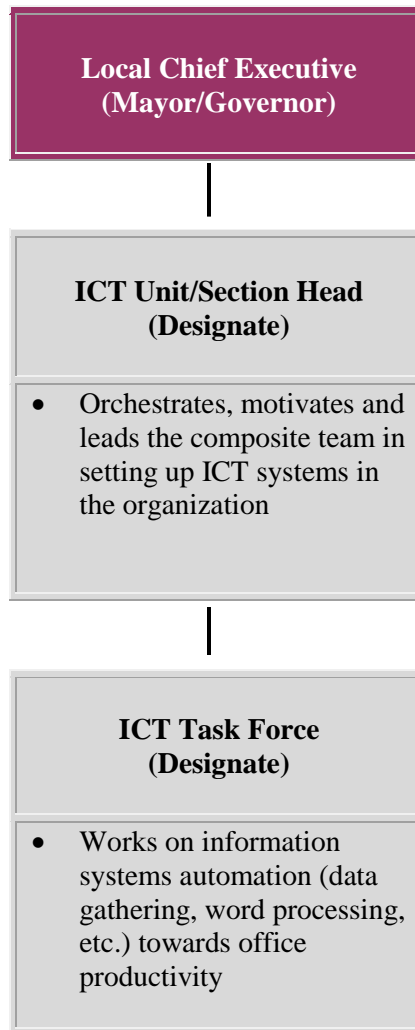 Local Chief Executive
(Mayor/Governor)
ICT Unit/Section Head
(Designate)
• Orchestrates, motivates and
leads the composite team in
setting up ICT systems in
the organization
ICT Task Force
(Designate)
• Works on information
systems automation (data
gathering, word processing,
etc.) towards office
productivity